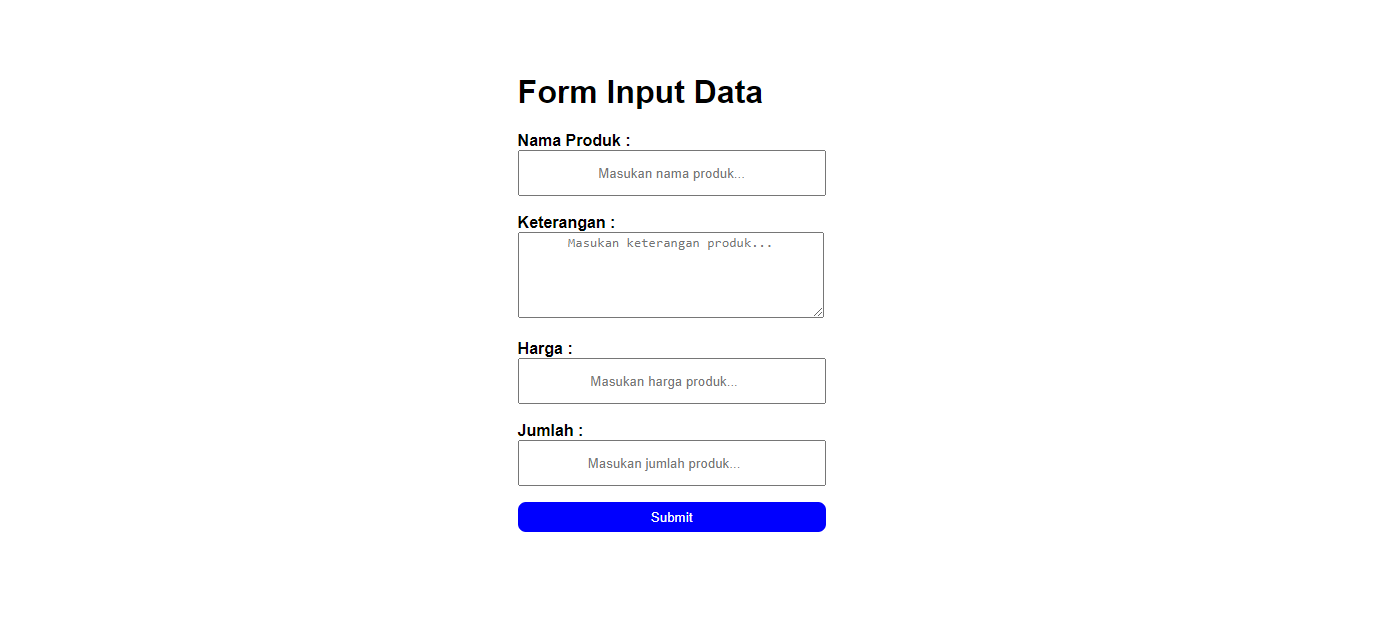 Form Input Data
Nama Produk :
Masukan nama produk...
Keterangan :
Masukan keterangan produk...
Harga :
Masukan harga produk...
Jumlah :
Masukan jumlah produk...
Submit